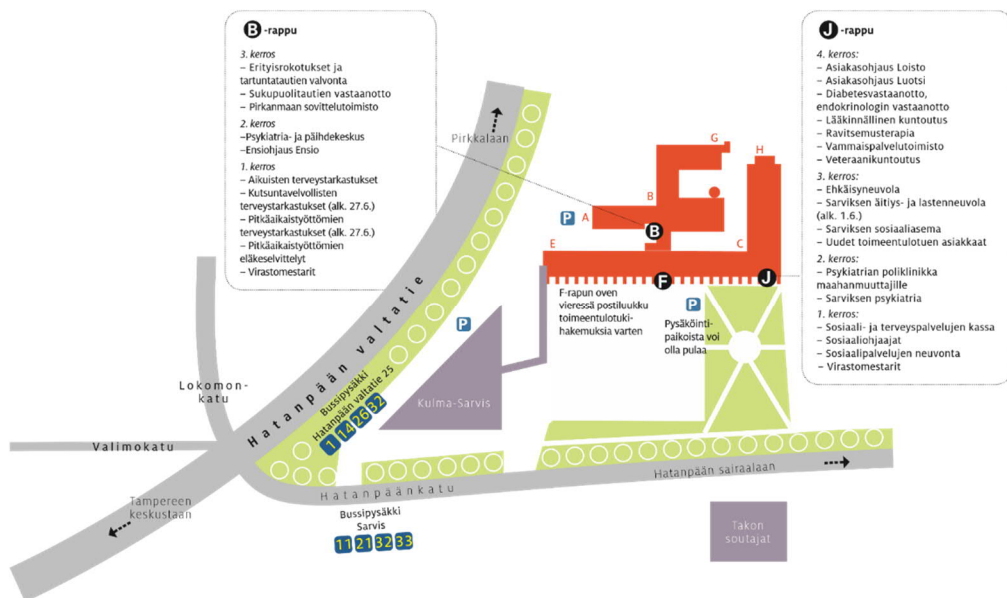 B -rappu
3. kerros
– Erityisrokotukset ja
tartuntatautien valvonta
– Sukupuolitautien vastaanotto
– Pirkanmaan sovittelutoimisto
2. kerros
–Psykiatria- ja päihdekeskus
–Ensiohjaus Ensio
1. kerros
– Aikuisten terveystarkastukset
– Kutsuntavelvollisten
terveystarkastukset (alk. 27.6.)
– Pitkäaikaistyöttömien
terveystarkastukset (alk. 27.6.)
– Pitkäaikaistyöttömien
eläkeselvittelyt
– Virastomestarit
J -rappu
4. kerros:
– Asiakasohjaus Loisto
– Asiakasohjaus Luotsi
– Diabetesvastaanotto,
endokrinologin vastaanotto
– Lääkinnällinen kuntoutus
– Ravitsemusterapia
– Vammaispalvelutoimisto
– Veteraanikuntoutus
3. kerros:
– Ehkäisyneuvola
– Sarviksen äitiys- ja lastenneuvola
(alk. 1.6.)
– Sarviksen sosiaaliasema
– Uudet toimeentulotuen asiakkaat
2. kerros:
– Psykiatrian poliklinikka
maahanmuuttajille
– Sarviksen psykiatria
1. kerros:
– Sosiaali- ja terveyspalvelujen kassa
– Sosiaaliohjaajat
– Sosiaalipalvelujen neuvonta
– Virastomestarit
Pirkkalaan
G
H
B
P
A
B
E
C
F
J
F-rapun oven
vieressä postiluukku
toimeentulotuki-
hakemuksia varten
P
Pysäköinti-
paikoista voi
olla pulaa
P
Hatanpään valtatie
Kulma-Sarvis
Lokomon-
katu
Valimokatu
Bussipysäkki
Hatanpään valtatie 25
1 14 26 32
Hatanpään sairaalaan
Hatanpäänkatu
Tampereen
keskustaan
Bussipysäkki
Sarvis
11 21 32 33
Takon
soutajat